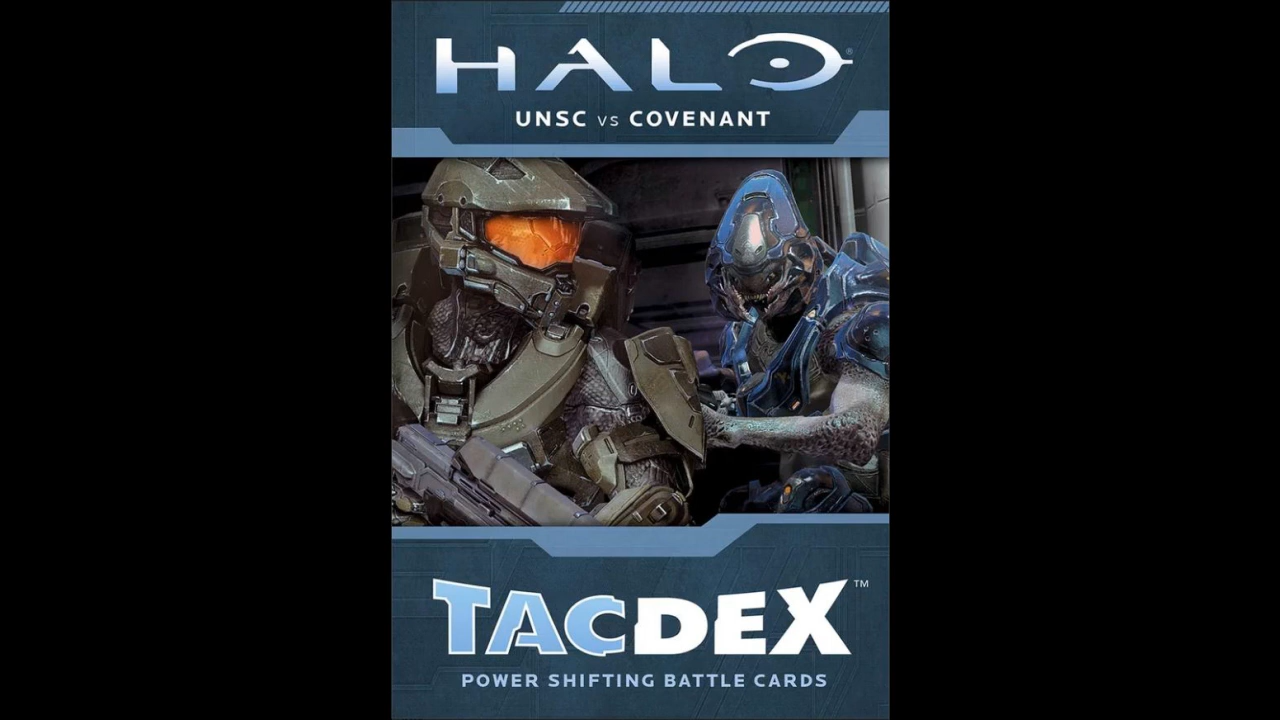 HALO®
UNSC vs COVENANT
TACDEX™
POWER SHIFTING BATTLE CARDS